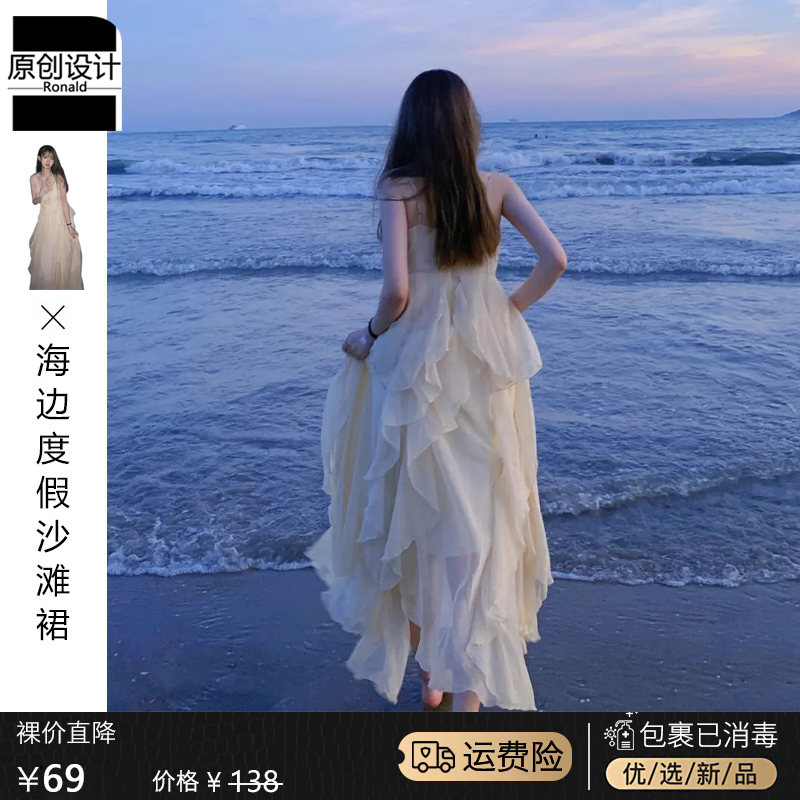 原创设计
Ronald
×海边度假沙滩裙
裸价直降
¥69
价格¥138
运费险
包裹已消毒
优/选/新/品